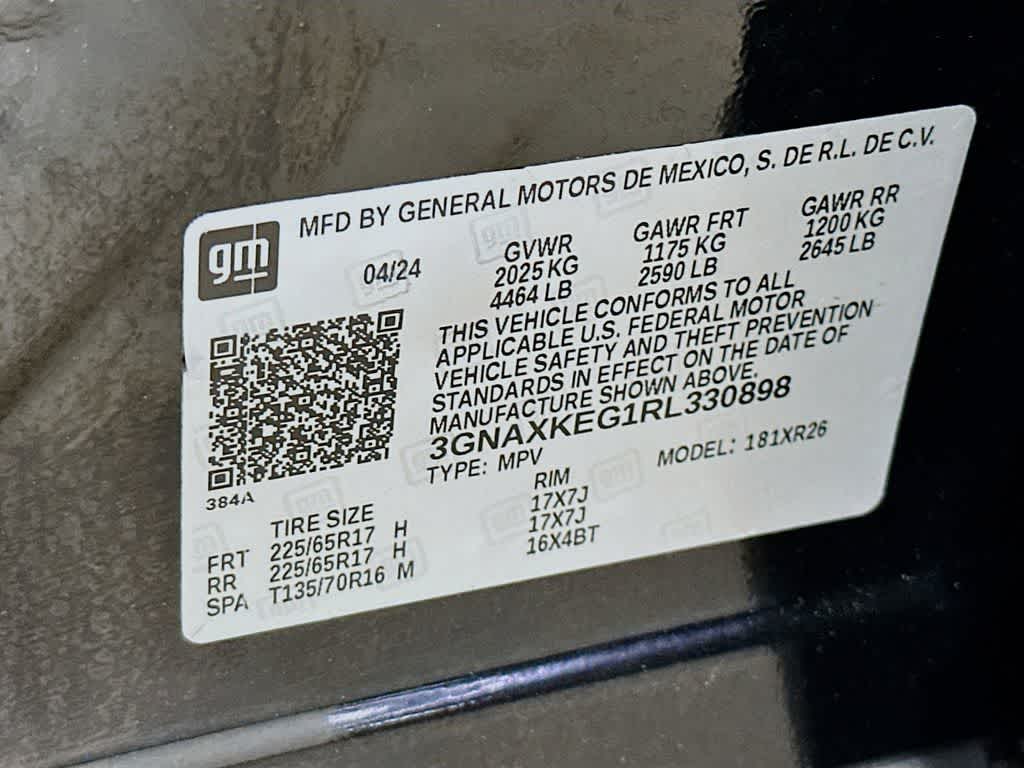 MFD BY GENERAL MOTORS DE MEXICO, S. DE R.L. DE C.V.
gm
04/24
GVWR
2025 KG
4464 LB
GAWR FRT
1175 KG
2590 LB
GAWR RR
1200 KG
2645 LB
THIS VEHICLE CONFORMS TO ALL
APPLICABLE U.S. FEDERAL MOTOR
VEHICLE SAFETY AND THEFT PREVENTION
STANDARDS IN EFFECT ON THE DATE OF
MANUFACTURE SHOWN ABOVE.
3GNAXKEG1RL330898
TYPE: MPV MODEL: 181XR26
384A
TIRE SIZE RIM
FRT 225/65R17 H 17X7J
RR 225/65R17 H 17X7J
SPA T135/70R16 M 16X4BT